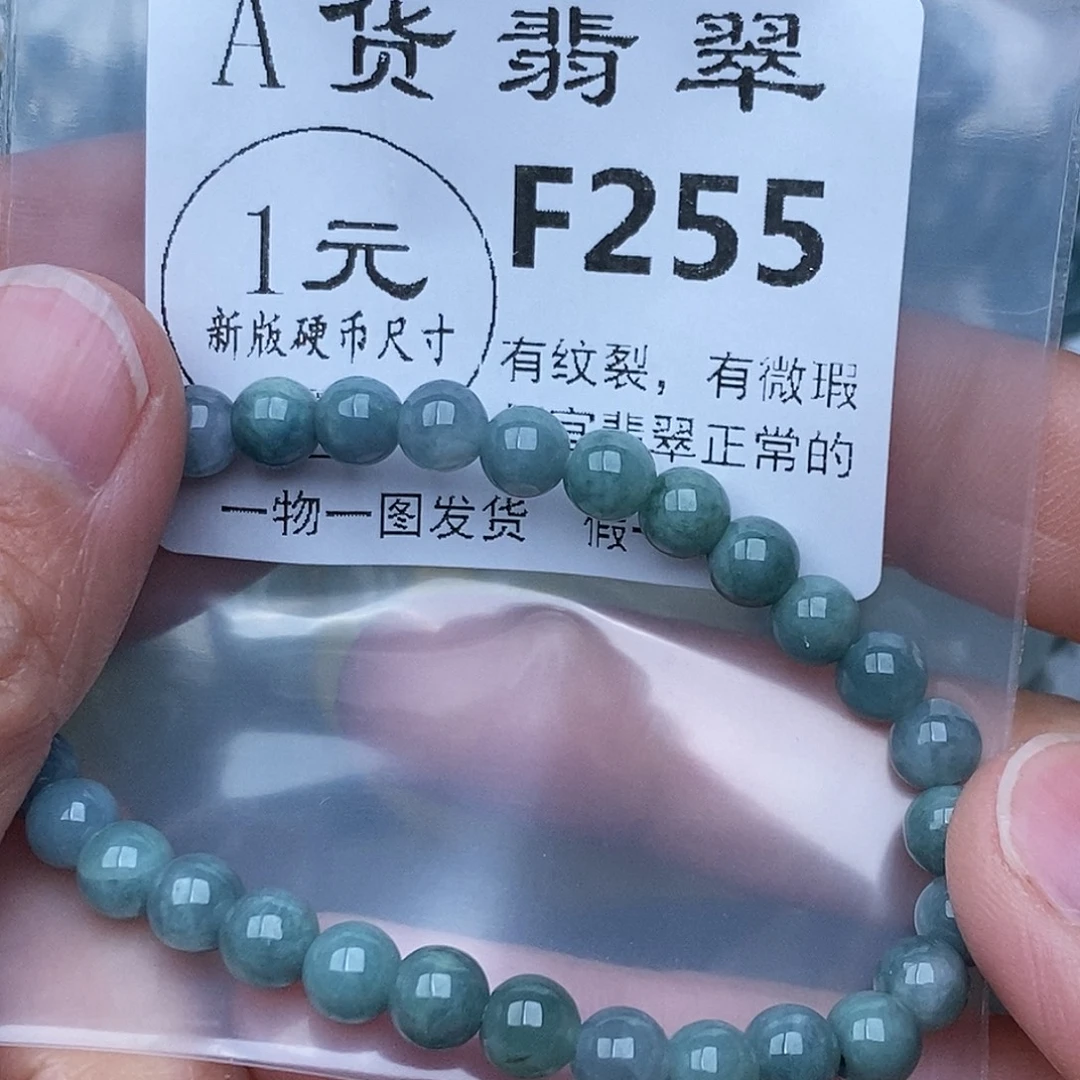 A货翡翠
1元
F255
新版硬币尺寸
有纹裂，有微瑕
翡翠正常的
一物一图发货 假